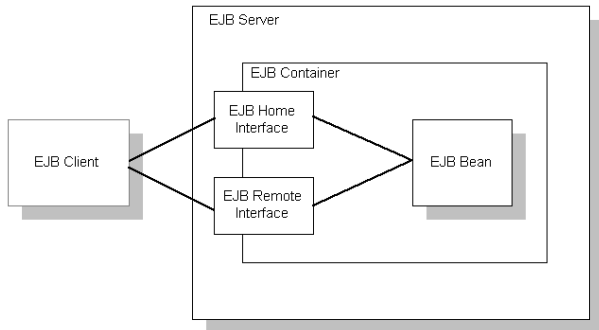 EJB Server
EJB Container
EJB Home
Interface
EJB Client
EJB Bean
EJB Remote
Interface